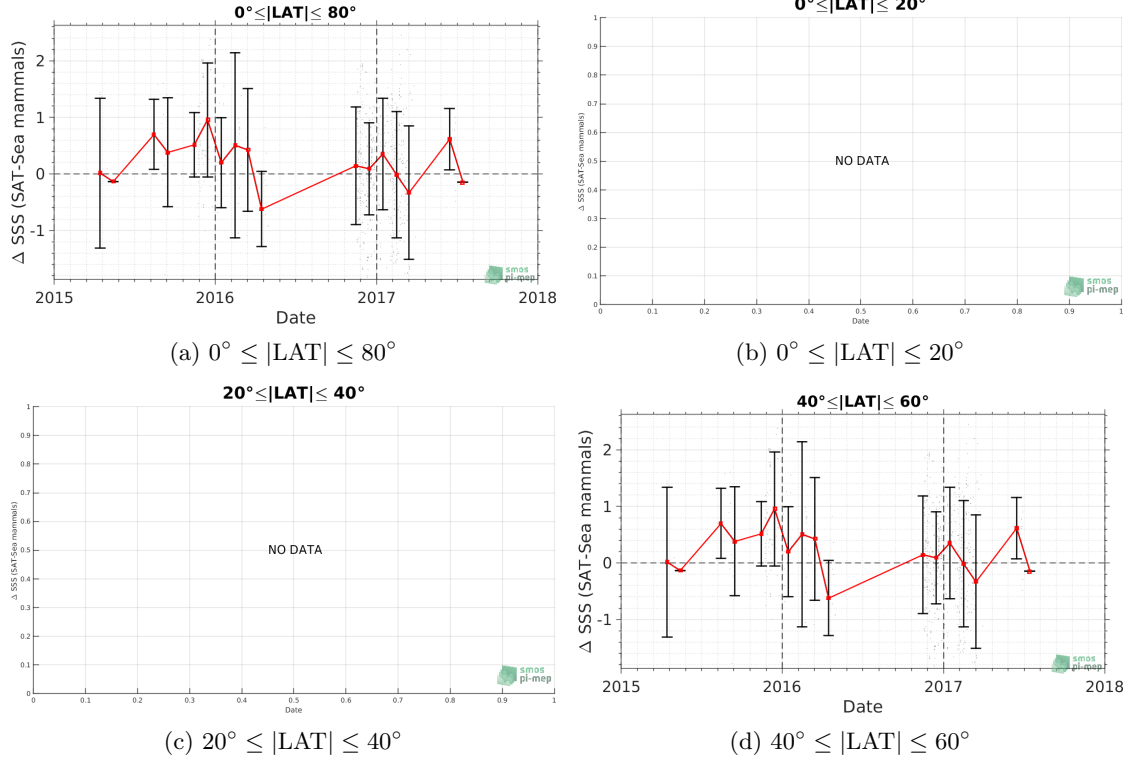 0°≤|LAT|≤ 80°
Δ SSS (SAT-Sea mammals)
2
1
0
-1
2015
2016
2017
2018
Date
smos
pi-mep
(a) 0° ≤ |LAT| ≤ 80°
0°≤|LAT|≤ 20°
Δ SSS (SAT-Sea mammals)
1
0.9
0.8
0.7
0.6
0.5
0.4
0.3
0.2
0.1
0
NO DATA
0
0.1
0.2
0.3
0.4
0.5
0.6
0.7
0.8
0.9
1
Date
smos
pi-mep
(b) 0° ≤ |LAT| ≤ 20°
20°≤|LAT|≤ 40°
Δ SSS (SAT-Sea mammals)
1
0.9
0.8
0.7
0.6
0.5
0.4
0.3
0.2
0.1
0
NO DATA
0
0.1
0.2
0.3
0.4
0.5
0.6
0.7
0.8
0.9
1
Date
smos
pi-mep
(c) 20° ≤ |LAT| ≤ 40°
40°≤|LAT|≤ 60°
Δ SSS (SAT-Sea mammals)
2
1
0
-1
2015
2016
2017
2018
Date
smos
pi-mep
(d) 40° ≤ |LAT| ≤ 60°